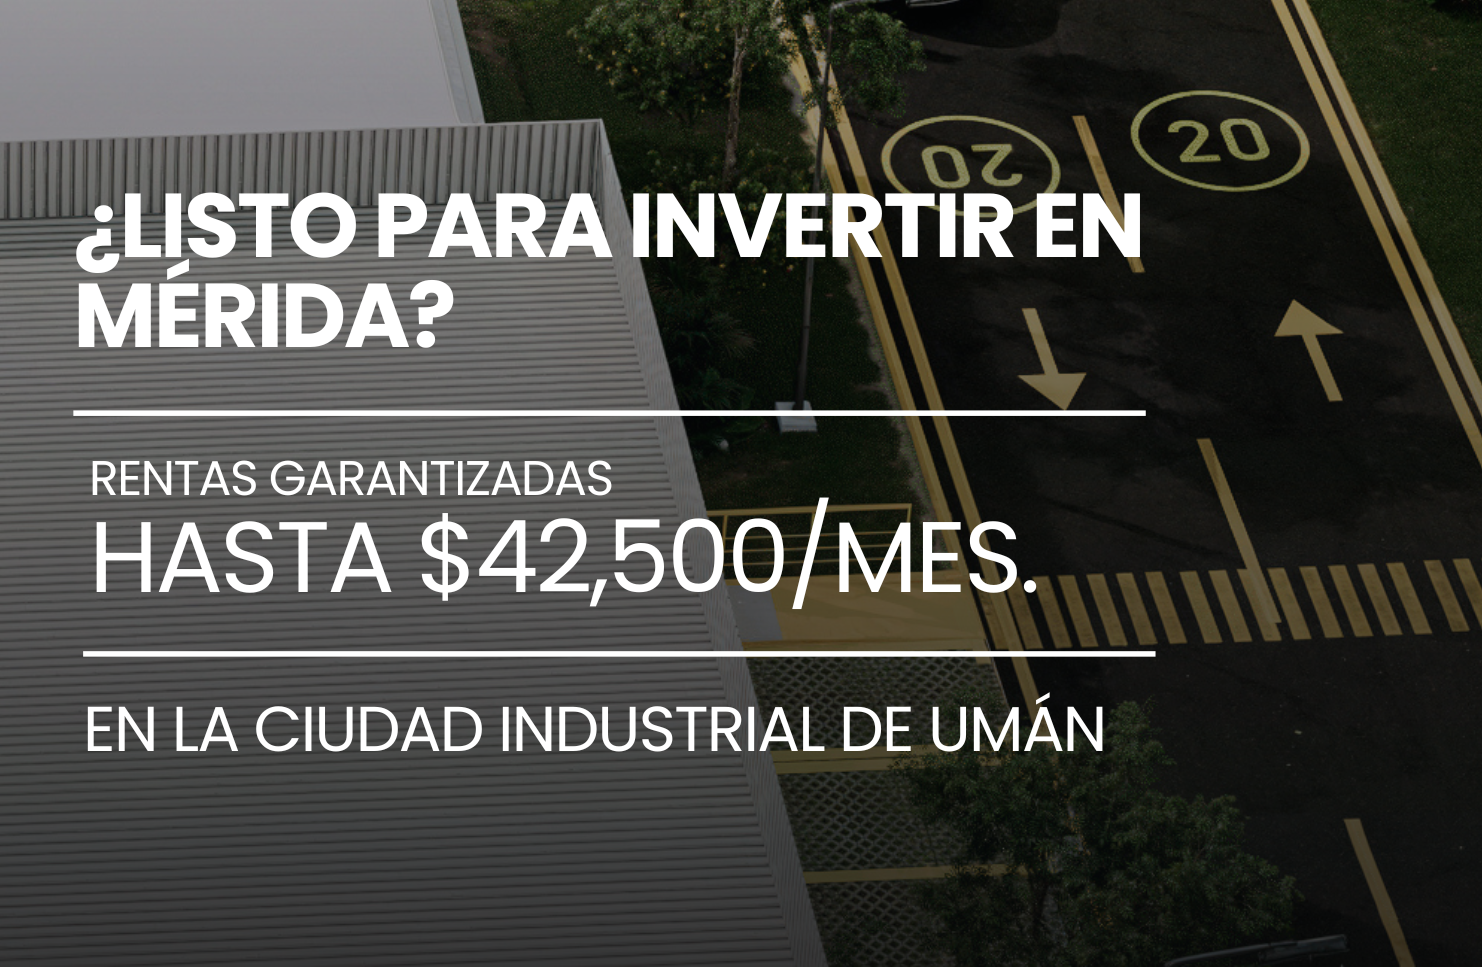 20 20
¿LISTO PARA INVERTIR EN
MÉRIDA?
RENTAS GARANTIZADAS
HASTA $42,500/MES.
EN LA CIUDAD INDUSTRIAL DE UMÁN